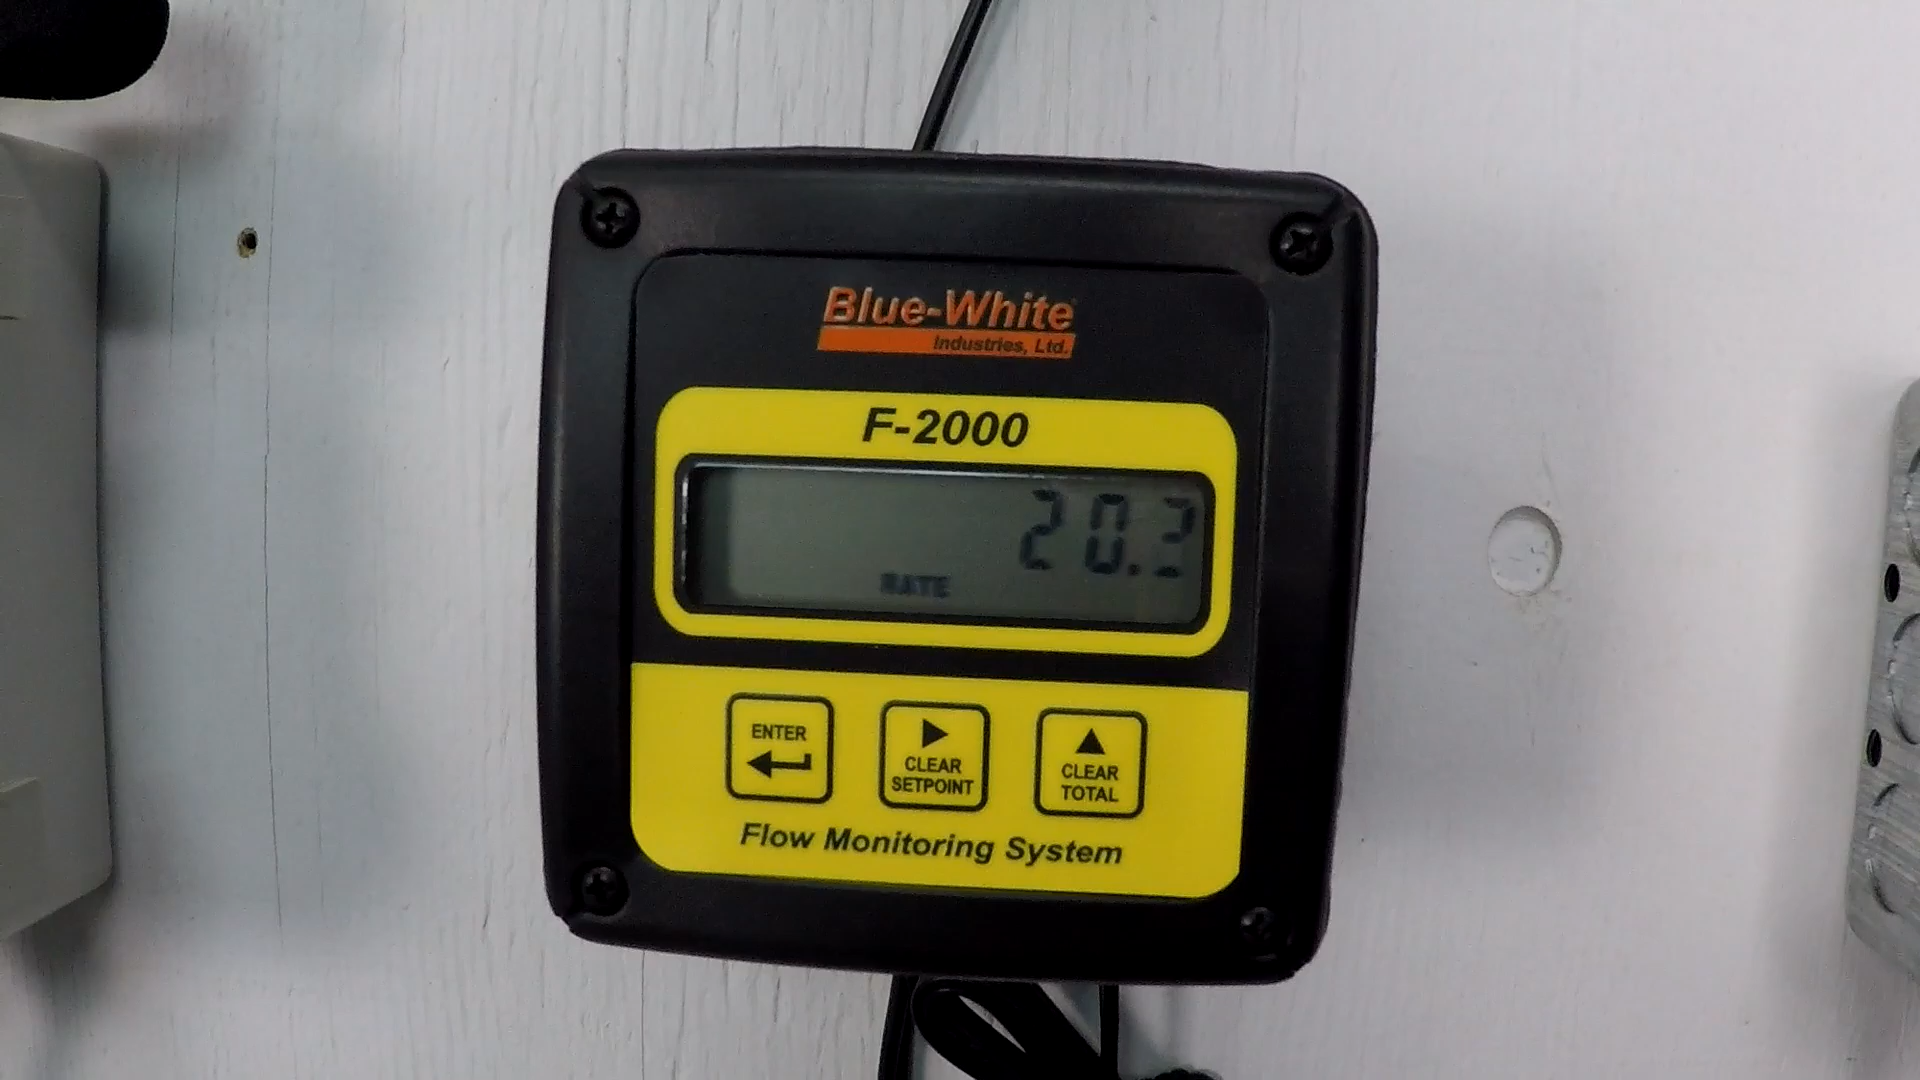 Blue-White
Industries, Ltd.
F-2000
20.2
RATE
ENTER
CLEAR
SETPOINT
CLEAR
TOTAL
Flow Monitoring System